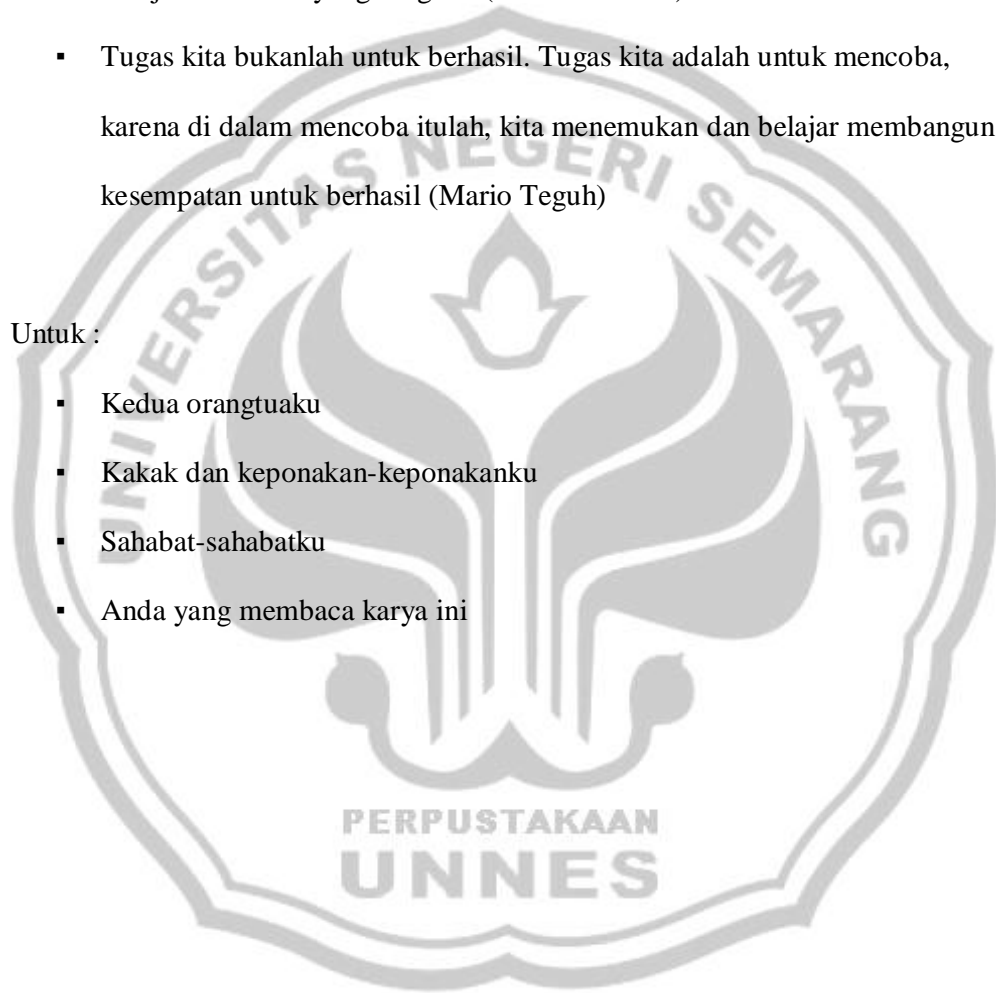 ▪ Tugas kita bukanlah untuk berhasil. Tugas kita adalah untuk mencoba,
karena di dalam mencoba itulah, kita menemukan dan belajar membangun
kesempatan untuk berhasil (Mario Teguh)
UNIVERSITAS NEGERI SEMARANG
Untuk :
▪ Kedua orangtuaku
▪ Kakak dan keponakan-keponakanku
▪ Sahabat-sahabatku
▪ Anda yang membaca karya ini
PERPUSTAKAAN
UNNES